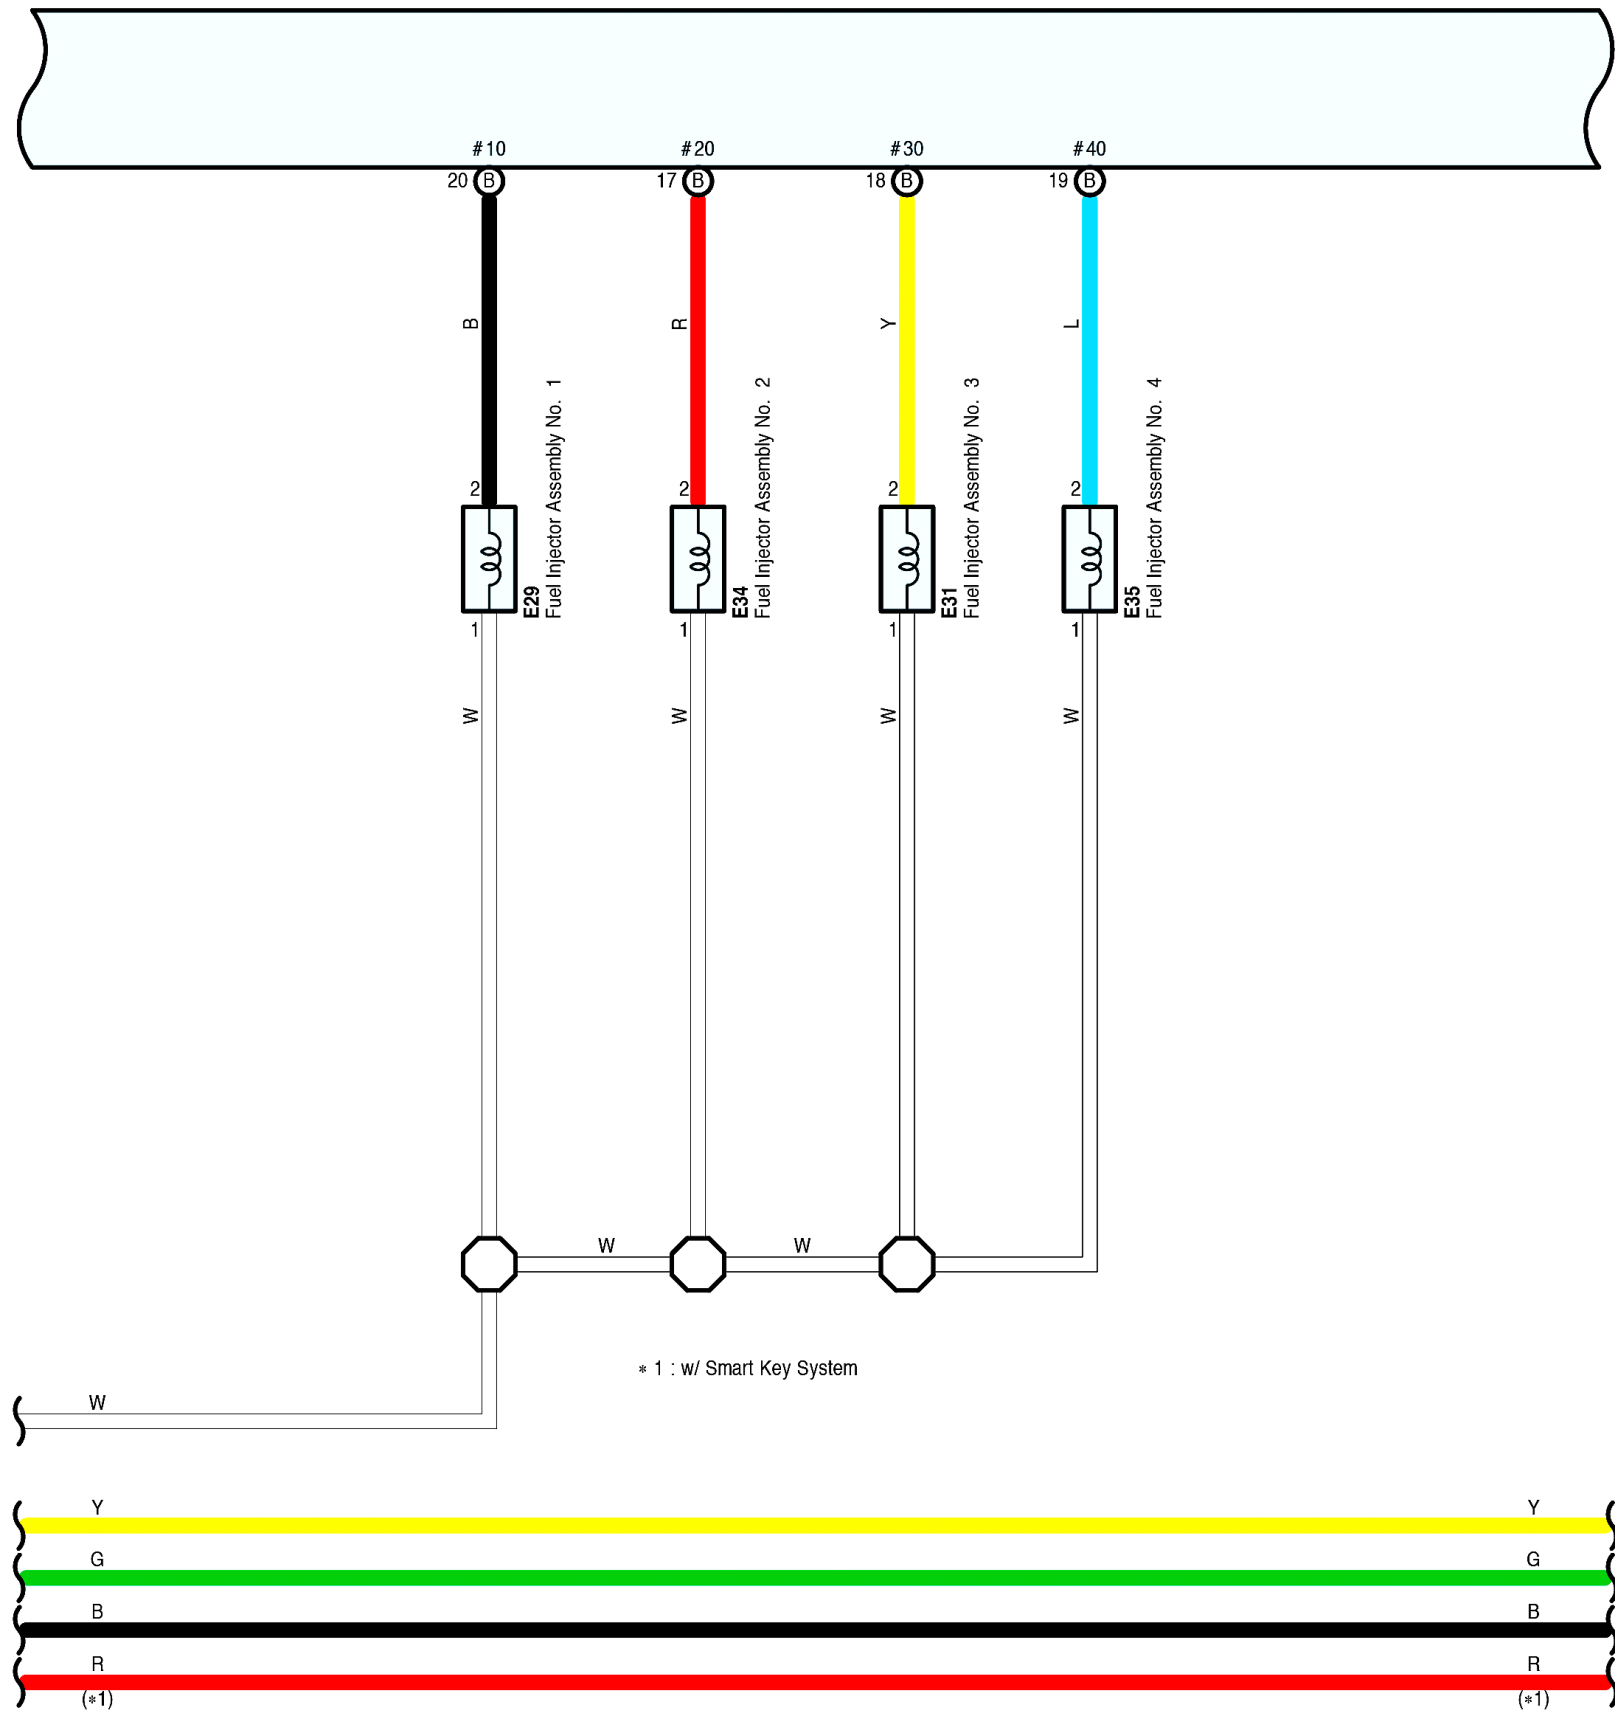 #10 #20 #30 #40
20 B 17 B 18 B 19 B
B R Y L
2 2 2 2
E29
Fuel Injector Assembly No. 1
E34
Fuel Injector Assembly No. 2
E31
Fuel Injector Assembly No. 3
E35
Fuel Injector Assembly No. 4
1 1 1 1
W W W W
W W
* 1 : w/ Smart Key System
W
Y Y
G G
B B
R R
(*1) (*1)